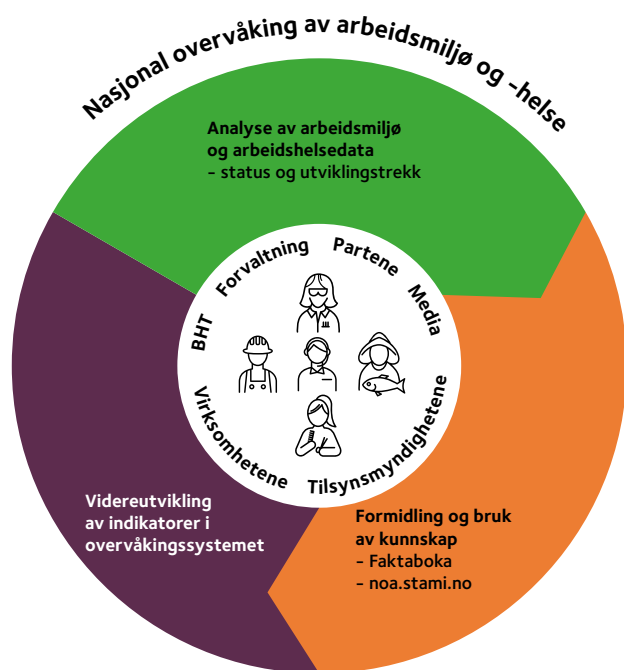 Nasjonal overvåking av arbeidsmiljø og -helse
Analyse av arbeidsmiljø
og arbeidshelsedata
– status og utviklingstrekk
BHT
Forvaltning
Partene
Media
Virksomhetene
Tilsynsmyndighetene
Videreutvikling
av indikatorer i
overvåkingssystemet
Formidling og bruk
av kunnskap
– Faktaboka
– noa.stami.no